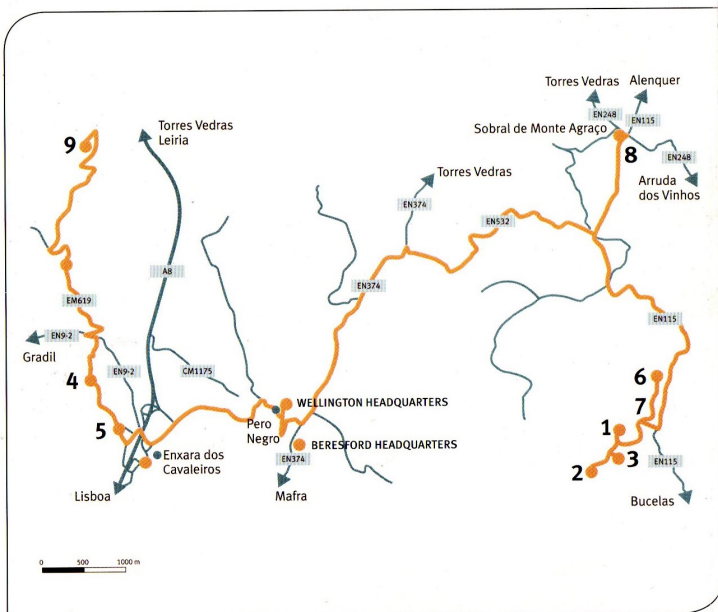 Torres Vedras
Alenquer
EN248
EN115
Sobral de Monte Agraço
8
EN248
Arruda
dos Vinhos
9
Torres Vedras
Leiria
Torres Vedras
EN374
EN532
A8
EN374
EM619
EN115
EN9-2
Gradil
EN9-2
CM1175
4
6
WELLINGTON HEADQUARTERS
7
Pero
Negro
5
1
BERESFORD HEADQUARTERS
Enxara dos
Cavaleiros
EN374
3
EN115
2
Lisboa
Mafra
Bucelas
0
500
1000 m